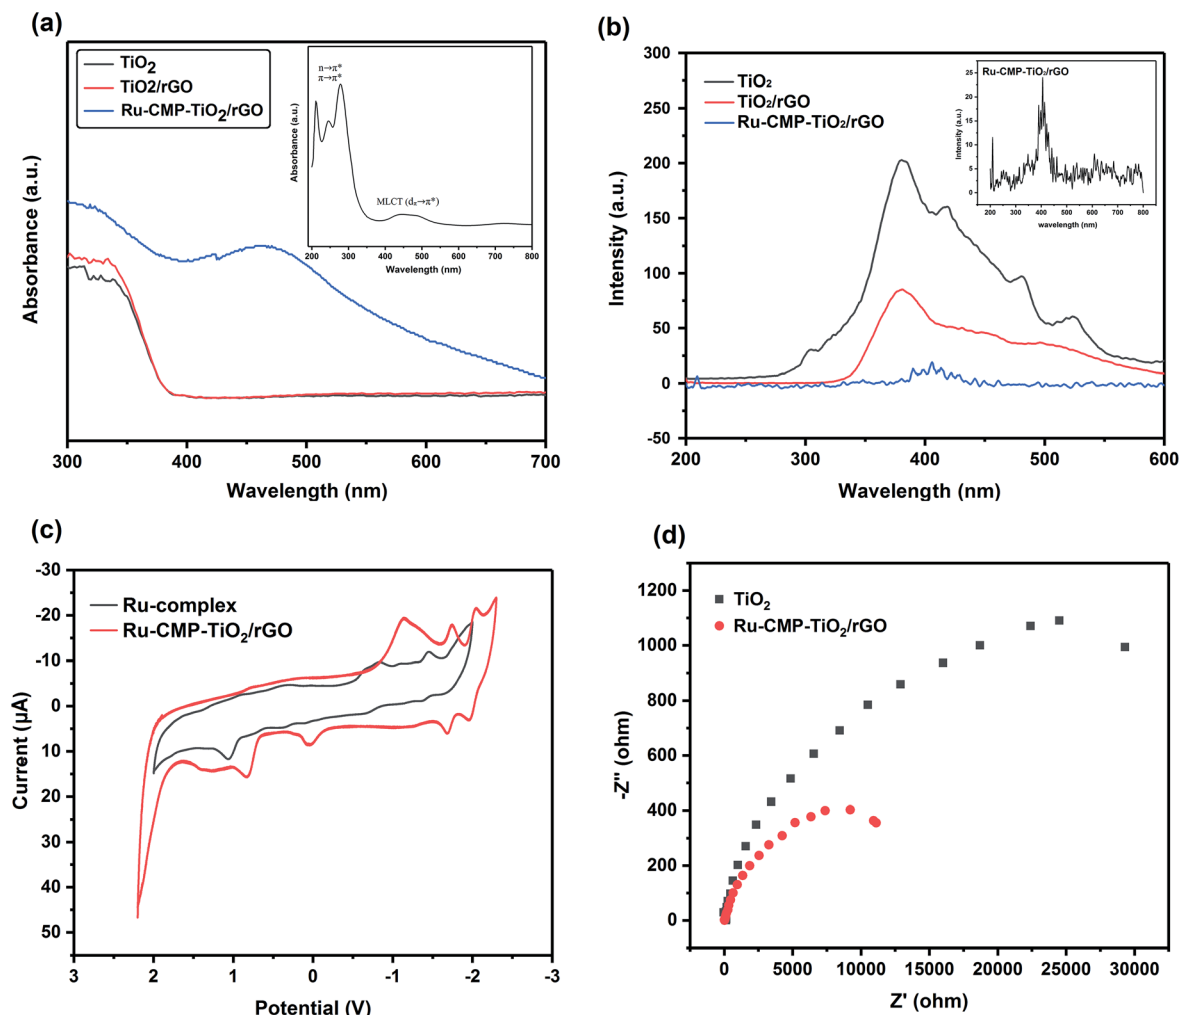 (a)
TiO2
TiO2/rGO
Ru-CMP-TiO2/rGO
Absorbance (a.u.)
300 400 500 600 700
Wavelength (nm)
n→π*
π→π*
MLCT (dπ→π*)
Absorbance (a.u.)
200 300 400 500 600 700 800
Wavelength (nm)
(b)
300
250
200
150
100
50
0
-50
Intensity (a.u.)
TiO2
TiO2/rGO
Ru-CMP-TiO2/rGO
200 300 400 500 600
Wavelength (nm)
Ru-CMP-TiO2/rGO
25
20
15
10
5
0
Intensity (a.u.)
200 300 400 500 600 700 800
wavelength (nm)
(c)
-30
-20
-10
0
10
20
30
40
50
Current (μA)
Ru-complex
Ru-CMP-TiO2/rGO
3 2 1 0 -1 -2 -3
Potential (V)
(d)
1200
1000
800
600
400
200
0
-Z'' (ohm)
TiO2
Ru-CMP-TiO2/rGO
0 5000 10000 15000 20000 25000 30000
Z' (ohm)